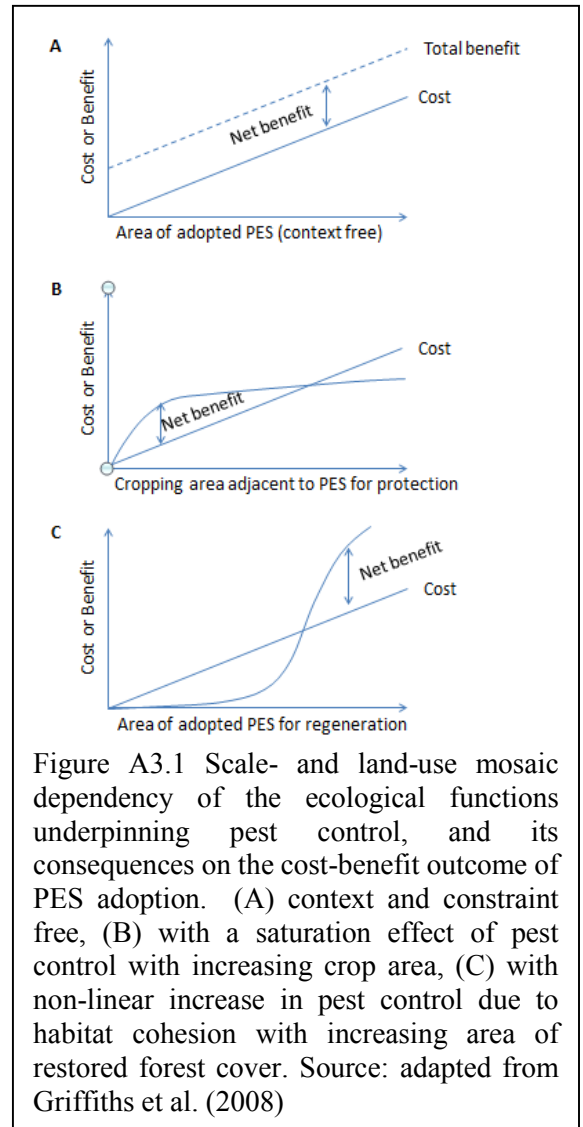 A
Total benefit
Cost
Net benefit
Cost or Benefit
Area of adopted PES (context free)
B
Cost
Net benefit
Cost or Benefit
Cropping area adjacent to PES for protection
C
Net benefit
Cost
Cost or Benefit
Area of adopted PES for regeneration
Figure A3.1 Scale- and land-use mosaic
dependency of the ecological functions
underpinning pest control, and its
consequences on the cost-benefit outcome of
PES adoption. (A) context and constraint
free, (B) with a saturation effect of pest
control with increasing crop area, (C) with
non-linear increase in pest control due to
habitat cohesion with increasing area of
restored forest cover. Source: adapted from
Griffiths et al. (2008)